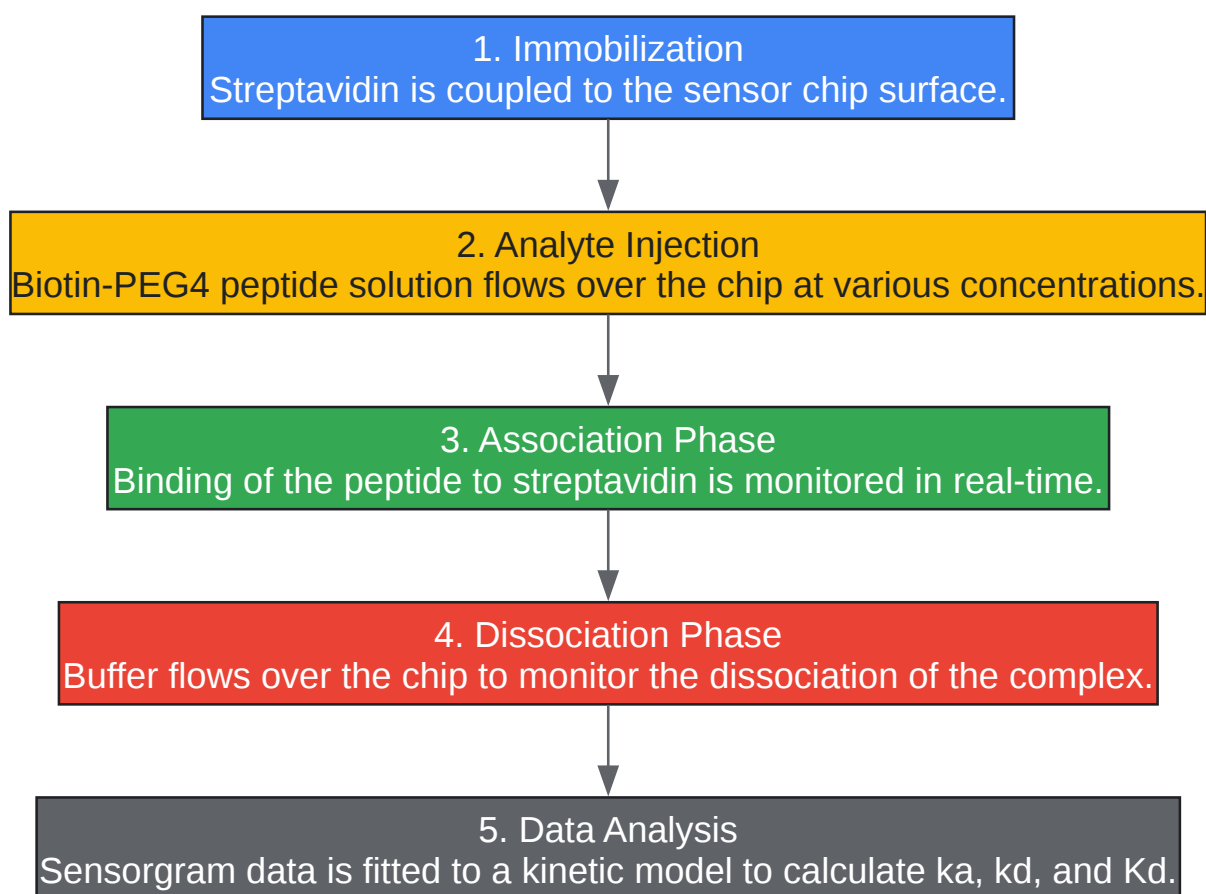 1. Immobilization
Streptavidin is coupled to the sensor chip surface.
2. Analyte Injection
Biotin-PEG4 peptide solution flows over the chip at various concentrations.
3. Association Phase
Binding of the peptide to streptavidin is monitored in real-time.
4. Dissociation Phase
Buffer flows over the chip to monitor the dissociation of the complex.
5. Data Analysis
Sensorgram data is fitted to a kinetic model to calculate ka, kd, and Kd.